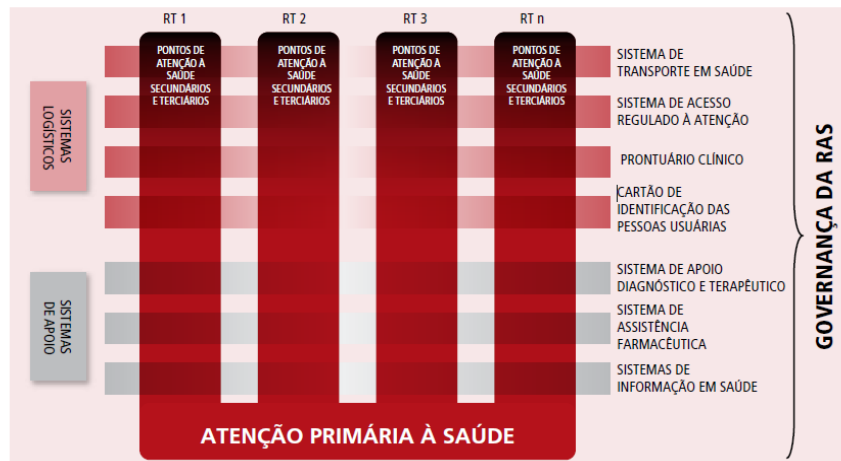 RT 1
RT 2
RT 3
RT n
PONTOS DE
ATENÇÃO À
SAÚDE
SECUNDÁRIOS
E TERCIÁRIOS
PONTOS DE
ATENÇÃO À
SAÚDE
SECUNDÁRIOS
E TERCIÁRIOS
PONTOS DE
ATENÇÃO À
SAÚDE
SECUNDÁRIOS
E TERCIÁRIOS
PONTOS DE
ATENÇÃO À
SAÚDE
SECUNDÁRIOS
E TERCIÁRIOS
SISTEMAS
LOGÍSTICOS
SISTEMA DE
TRANSPORTE EM SAÚDE
SISTEMA DE ACESSO
REGULADO À ATENÇÃO
PRONTUÁRIO CLÍNICO
CARTÃO DE
IDENTIFICAÇÃO DAS
PESSOAS USUÁRIAS
SISTEMAS
DE APOIO
SISTEMA DE APOIO
DIAGNÓSTICO E TERAPÊUTICO
SISTEMA DE
ASSISTÊNCIA
FARMACÊUTICA
SISTEMAS DE
INFORMAÇÃO EM SAÚDE
GOVERNANÇA DA RAS
ATENÇÃO PRIMÁRIA À SAÚDE